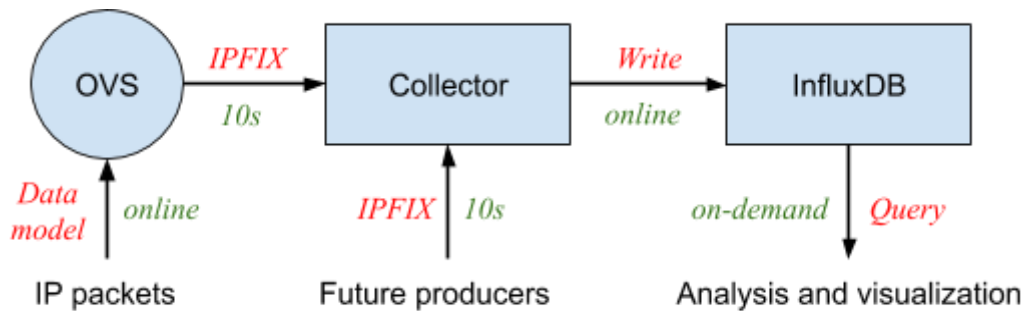 IPFIX
Write
OVS
Collector
InfluxDB
10s
online
Data
model
online
IPFIX
10s
on-demand
Query
IP packets
Future producers
Analysis and visualization